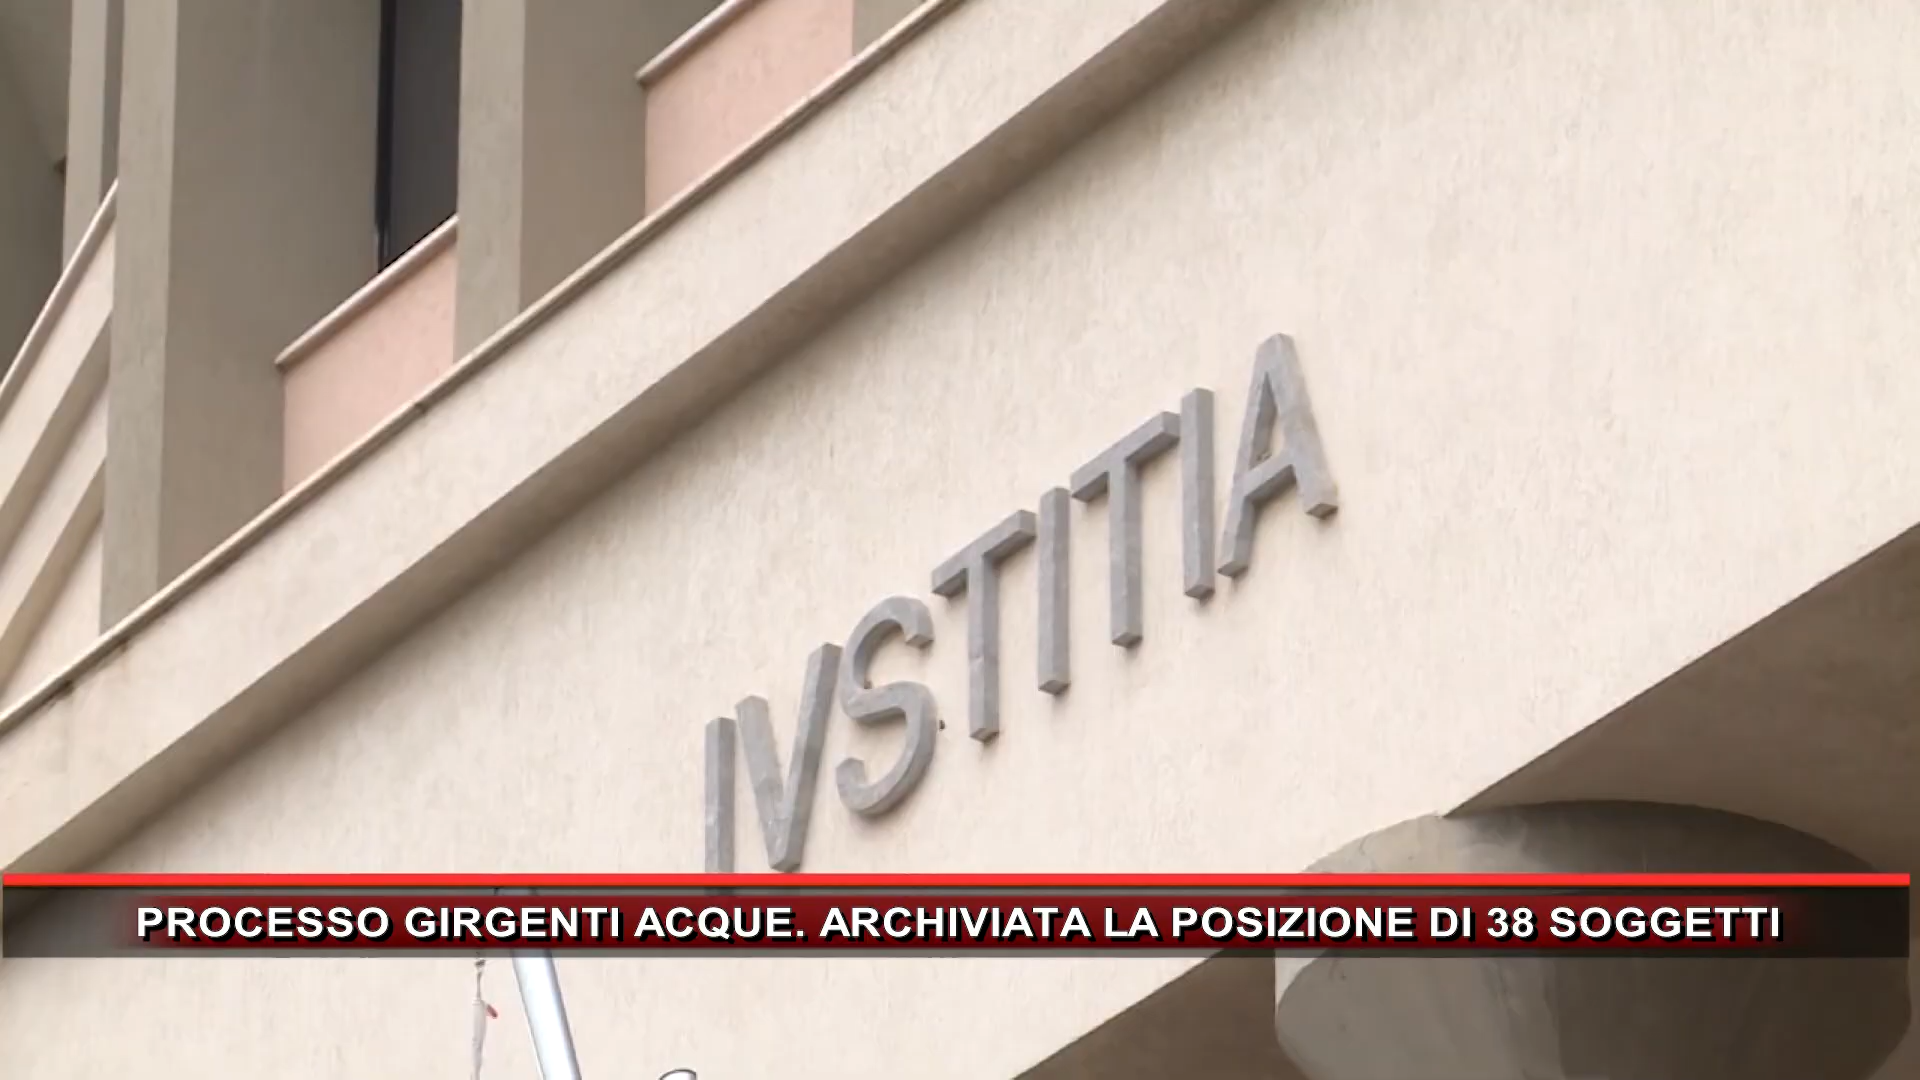 IVSTITIA
PROCESSO GIRGENTI ACQUE. ARCHIVIATA LA POSIZIONE DI 38 SOGGETTI